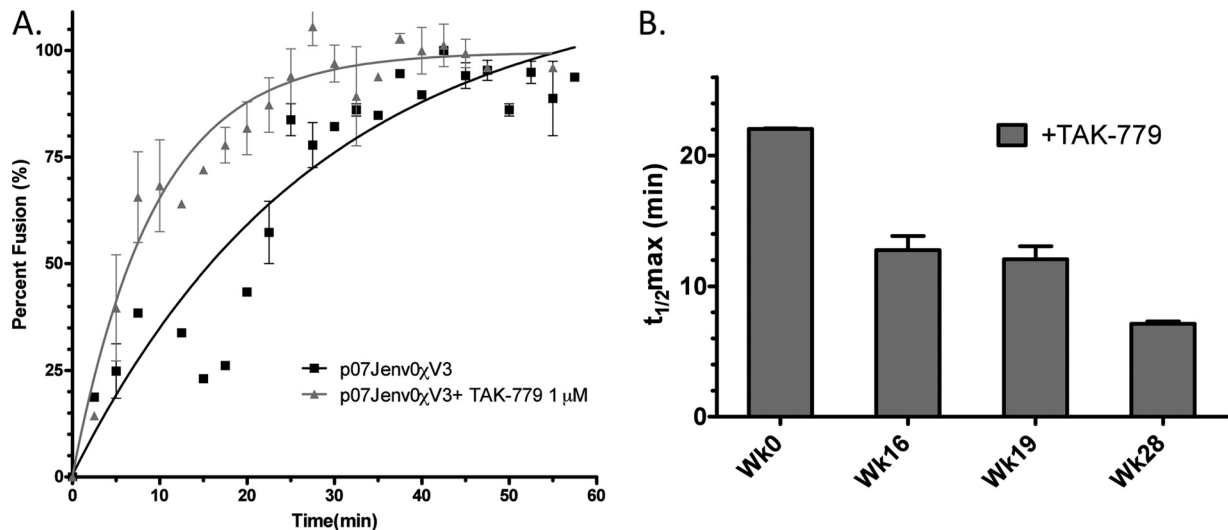 A.
Percent Fusion (%)
100
75
50
25
0
0 10 20 30 40 50 60
Time(min)
p07Jenv0χV3
p07Jenv0χV3+ TAK-779 1 μM
B.
t1/2max (min)
20
10
0
+TAK-779
Wk0 Wk16 Wk19 Wk28